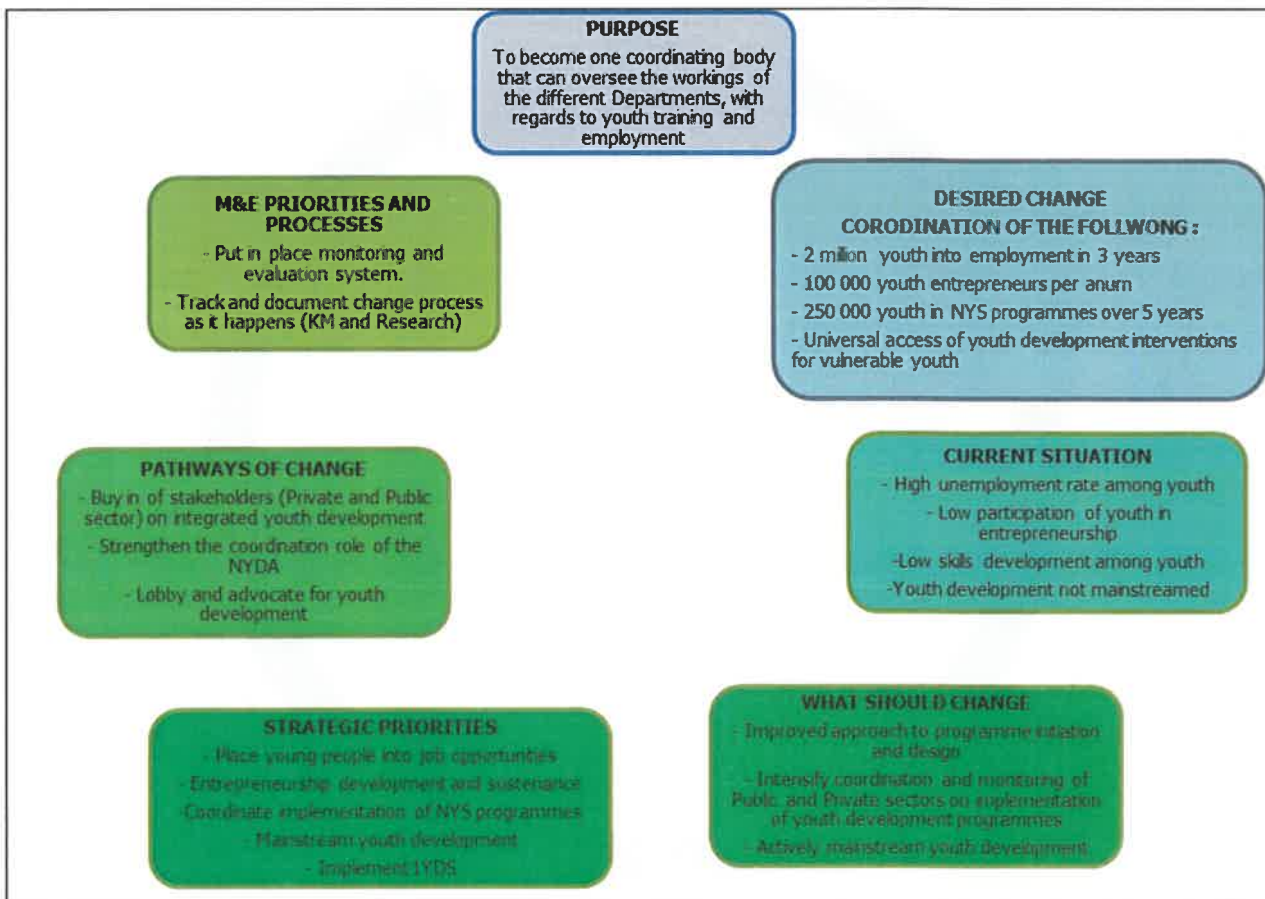 PURPOSE
To become one coordinating body
that can oversee the workings of
the different Departments, with
regards to youth training and
employment
DESIRED CHANGE
CORODINATION OF THE FOLLWONG :
- 2 million youth into employment in 3 years
- 100 000 youth entrepreneurs per anum
- 250 000 youth in NYS programmes over 5 years
- Universal access of youth development interventions
for vulnerable youth
CURRENT SITUATION
- High unemployment rate among youth
- Low participation of youth in
entrepreneurship
-Low skills development among youth
-Youth development not mainstreamed
WHAT SHOULD CHANGE
- Improved approach to programme initiation
and design
- Intensify coordination and monitoring of
Public and Private sectors on implementation
of youth development programmes
- Actively mainstream youth development
STRATEGIC PRIORITIES
- Place young people into job opportunities
- Entrepreneurship development and sustenance
-Coordinate implementation of NYS programmes
- Mainstream youth development
- Implement IYDS
PATHWAYS OF CHANGE
- Buy in of stakeholders (Private and Public
sector) on integrated youth development
- Strengthen the coordination role of the
NYDA
- Lobby and advocate for youth
development
M&E PRIORITIES AND
PROCESSES
- Put in place monitoring and
evaluation system.
- Track and document change process
as it happens (KM and Research)